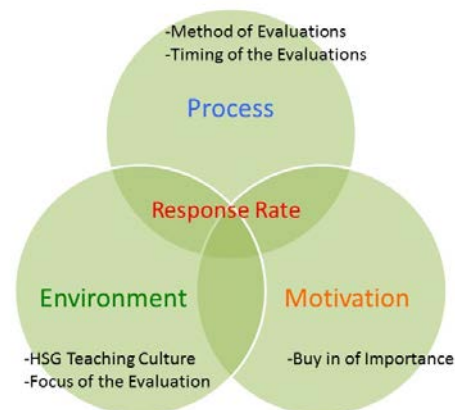 -Method of Evaluations
-Timing of the Evaluations
Process
Response Rate
Environment
Motivation
-HSG Teaching Culture
-Focus of the Evaluation
-Buy in of Importance